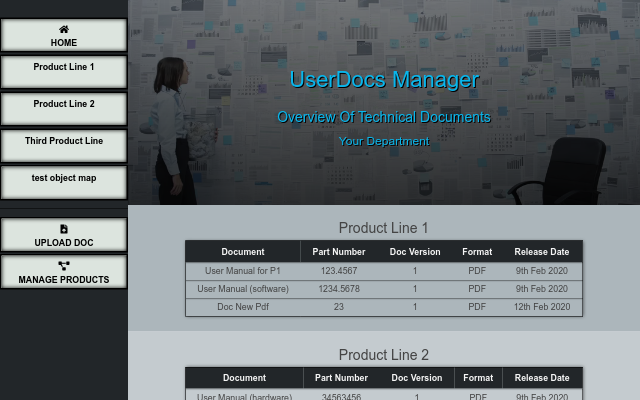 HOME
Product Line 1
Product Line 2
Third Product Line
test object map
UPLOAD DOC
MANAGE PRODUCTS
UserDocs Manager
Overview Of Technical Documents
Your Department
Product Line 1
Document Part Number Doc Version Format Release Date
User Manual for P1 123.4567 1 PDF 9th Feb 2020
User Manual (software) 1234.5678 1 PDF 9th Feb 2020
Doc New Pdf 23 1 PDF 12th Feb 2020
Product Line 2
Document Part Number Doc Version Format Release Date
User Manual (hardware) 34563456 1 PDF 9th Feb 2020